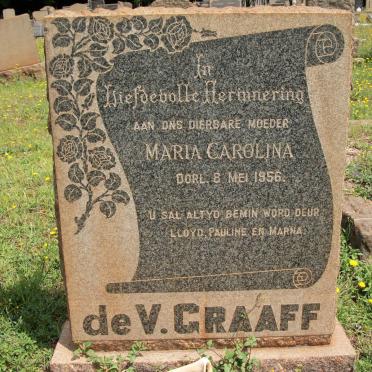 In
Liefdevolle Herinnering
AAN ONS DIERBARE MOEDER
MARIA CAROLINA
OORL. 8 MEI 1956.
U SAL ALTYD BEMIN WORD DEUR
LLOYD, PAULINE EN MARNA.
de V. GRAAFF